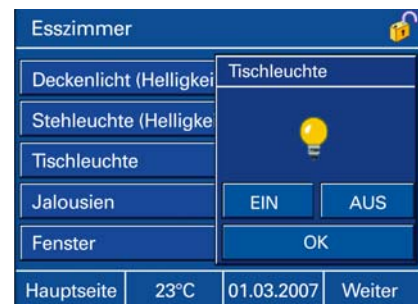 Esszimmer
Deckenlicht (Helligkei
Tischleuchte
Stehleuchte (Helligke
Tischleuchte
Jalousien
EIN
AUS
Fenster
OK
Hauptseite
23°C
01.03.2007
Weiter